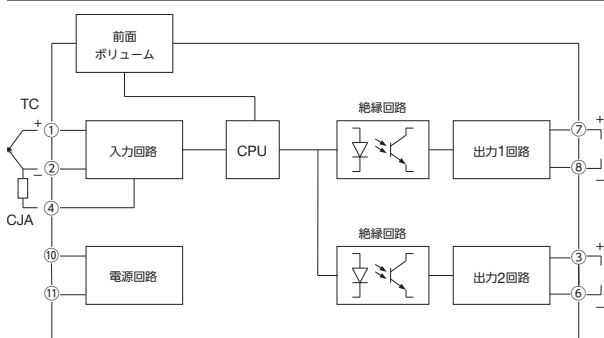 前面
ボリューム
TC
+
①
②
−
④
CJA
入力回路
CPU
絶縁回路
出力1回路
⑦
+
⑧
−
⑩
⑪
電源回路
絶縁回路
出力2回路
③
+
⑥
−